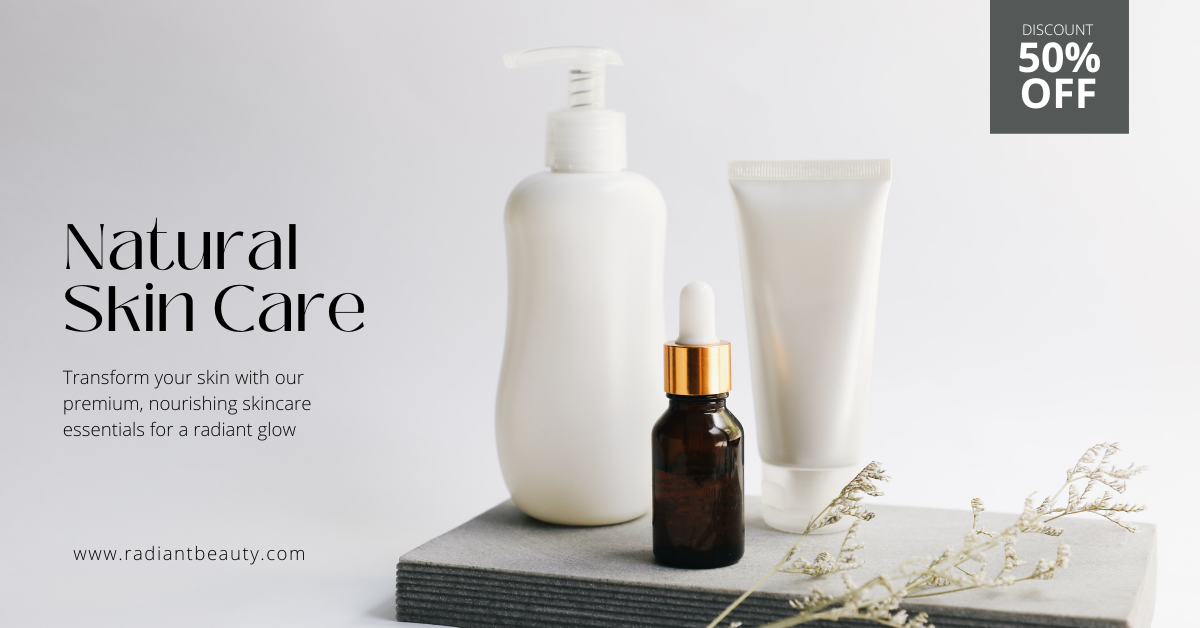 DISCOUNT
50%
OFF
Natural
Skin Care
Transform your skin with our
premium, nourishing skincare
essentials for a radiant glow
www.radiantbeauty.com